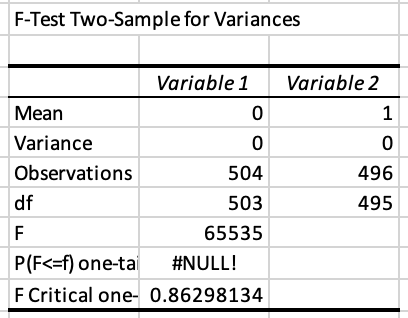 F-Test Two-Sample for Variances
Variable 1 Variable 2
Mean 0 1
Variance 0 0
Observations 504 496
df 503 495
F 65535
P(F<=f) one-tai #NULL!
F Critical one- 0.86298134